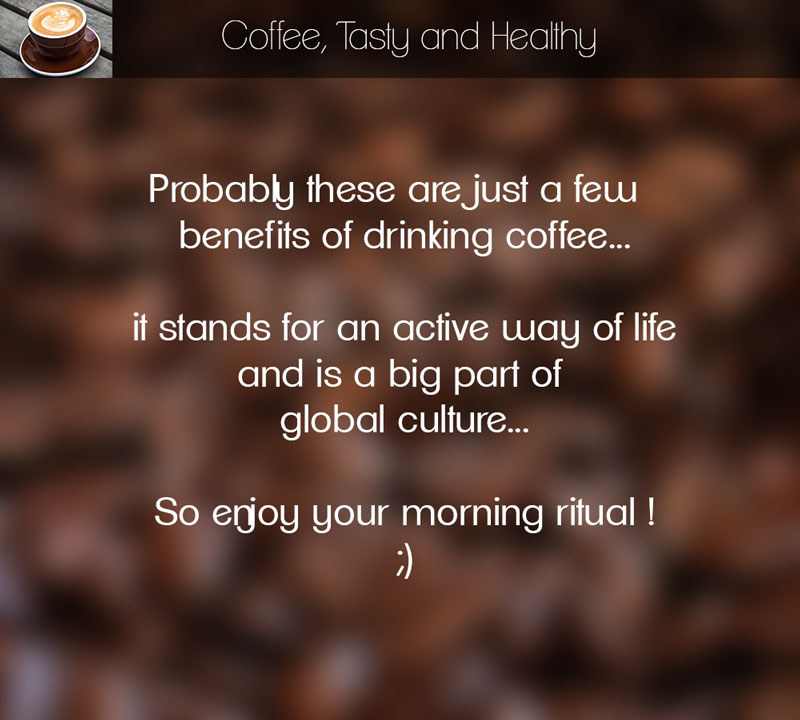 Coffee, Tasty and Healthy
Probably these are just a few
benefits of drinking coffee...
it stands for an active way of life
and is a big part of
global culture...
So enjoy your morning ritual !
;)